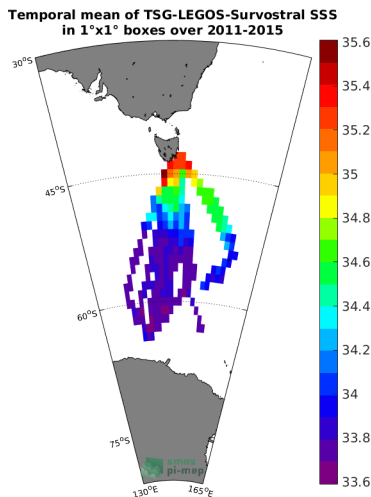 Temporal mean of TSG-LEGOS-Survostral SSS
in 1°x1° boxes over 2011-2015
30°S
45°S
60°S
75°S
130°E
165°E
35.6
35.4
35.2
35
34.8
34.6
34.4
34.2
34
33.8
33.6
smos
pi-mep